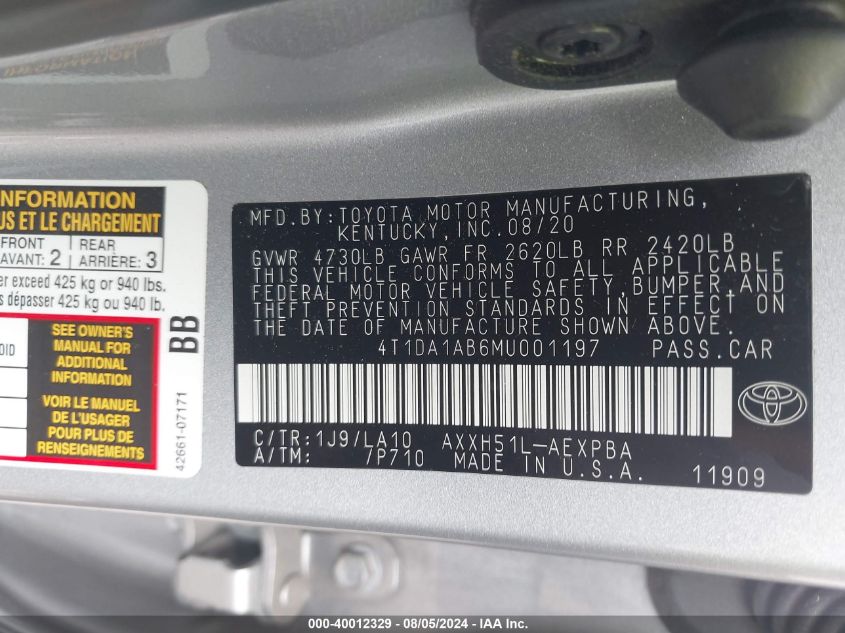 INFORMATION
US ET LE CHARGEMENT
FRONT
AVANT: 2
REAR
ARRIÈRE: 3
er exceed 425 kg or 940 lbs.
s dépasser 425 kg ou 940 lb.
OID
SEE OWNER'S
MANUAL FOR
ADDITIONAL
INFORMATION
VOIR LE MANUEL
DE L'USAGER
POUR PLUS DE
RENSEIGNEMENTS
BB
42661-07171
MFD. BY: TOYOTA MOTOR MANUFACTURING,
KENTUCKY, INC. 08/20
GVWR 4730LB GAWR FR 2620LB RR 2420LB
THIS VEHICLE CONFORMS TO ALL APPLICABLE
FEDERAL MOTOR VEHICLE SAFETY, BUMPER, AND
THEFT PREVENTION STANDARDS IN EFFECT ON
THE DATE OF MANUFACTURE SHOWN ABOVE.
4T1DA1AB6MU001197 PASS. CAR
C/TR: 1J9/LA10 AXXH51L-AEXPBA
A/TM: 7P710 MADE IN U.S.A. 11909
000-40012329 - 08/05/2024 - IAA Inc.